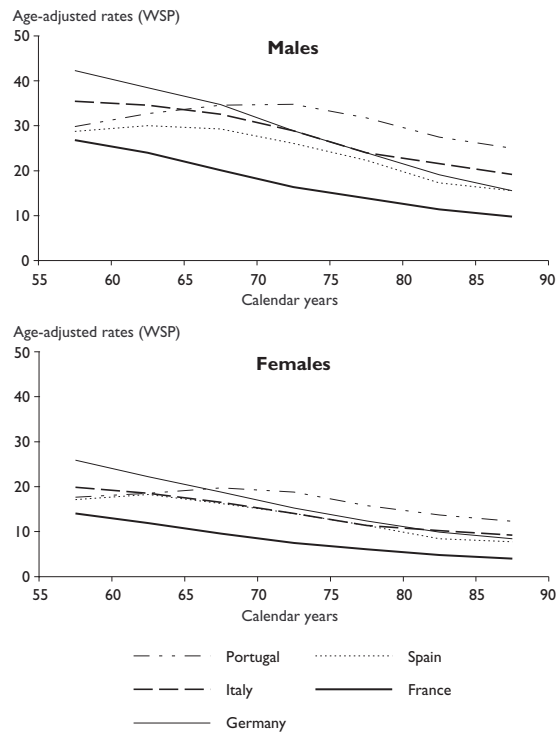 Age-adjusted rates (WSP)
Males
50
40
30
20
10
0
55 60 65 70 75 80 85 90
Calendar years
Age-adjusted rates (WSP)
Females
50
40
30
20
10
0
55 60 65 70 75 80 85 90
Calendar years
Portugal Spain
Italy France
Germany